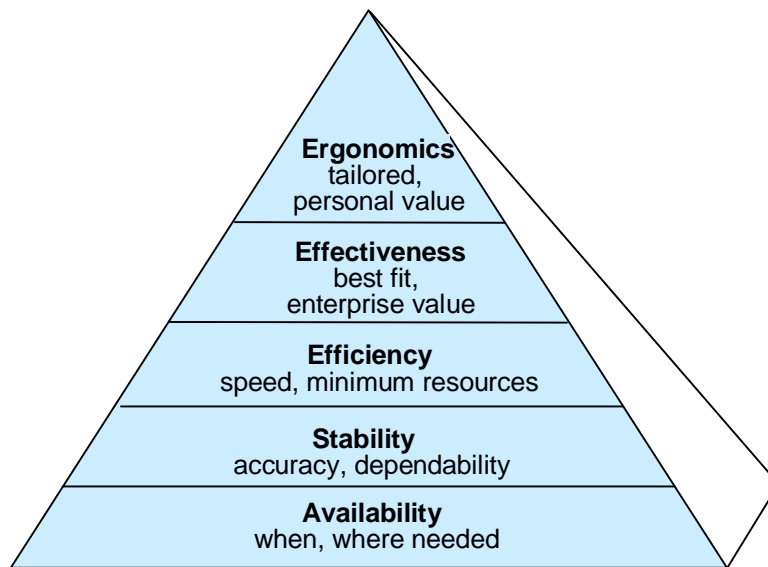 Ergonomics
tailored,
personal value
Effectiveness
best fit,
enterprise value
Efficiency
speed, minimum resources
Stability
accuracy, dependability
Availability
when, where needed